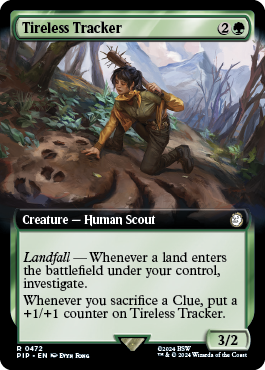 Tireless Tracker 2
Creature — Human Scout
Landfall — Whenever a land enters
the battlefield under your control,
investigate.
Whenever you sacrifice a Clue, put a
+1/+1 counter on Tireless Tracker.
3/2
R 0472
PIP • EN Evyn Fong
©2024 BSW
™ & © 2024 Wizards of the Coast